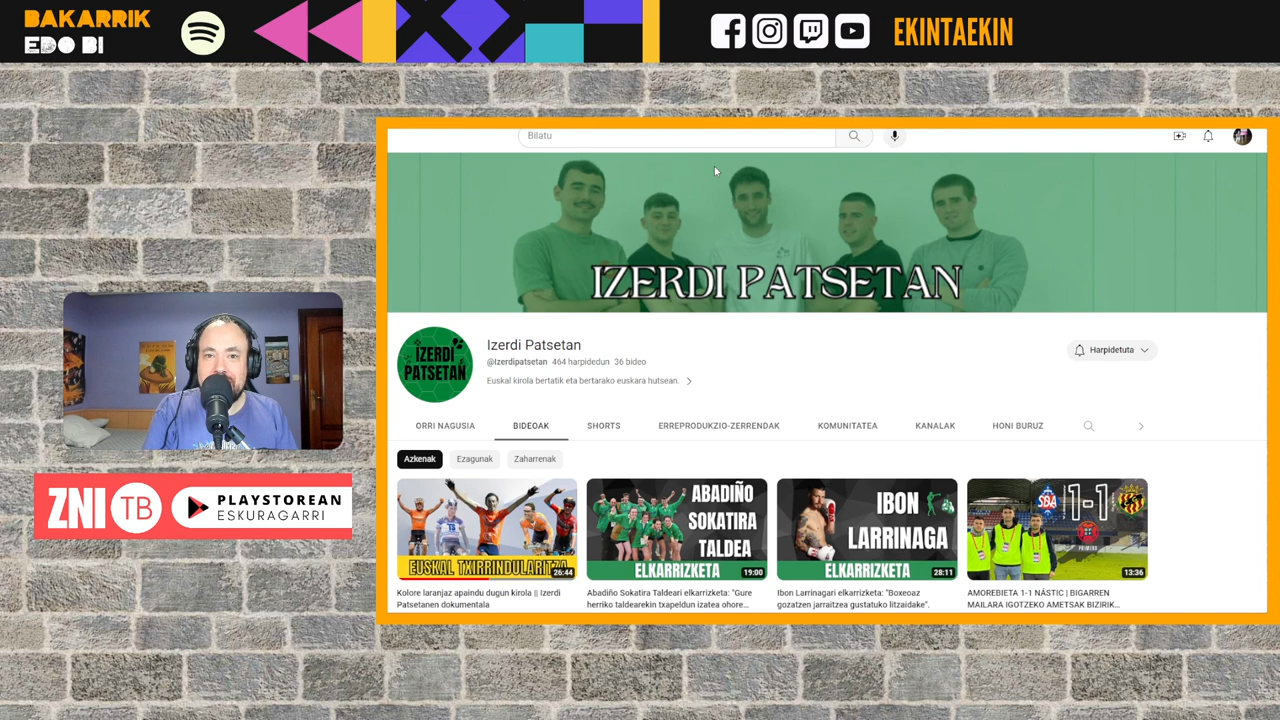 BAKARRIK
EDO BI
EKINTAEKIN
Bilatu
IZERDI PATSETAN
IZERDI
PATSETAN
Izerdi Patsetan
@Izerdipatsetan 464 harpidedun 36 bideo
Euskal kirola bertatik eta bertarako euskara hutsean.
Harpidetuta
ORRI NAGUSIA BIDEOAK SHORTS ERREPRODUKZIO-ZERRENDAK KOMUNITATEA KANALAK HONI BURUZ
Azkenak Ezagunak Zaharrenak
EUSKAL TXIRRINDULARITZA
26:44
ABADIÑO
SOKATIRA
TALDEA
ELKARRIZKETA
19:00
IBON
LARRINAGA
ELKARRIZKETA
28:11
1-1
13:36
Kolore laranjaz apaindu dugun kirola || Izerdi
Patsetanen dokumentala
Abadiño Sokatira Taldeari elkarrizketa: "Gure
herriko taldearekin txapeldun izatea ohore...
Ibon Larrinagari elkarrizketa: "Boxeoaz
gozatzen jarraitzea gustatuko litzaidake".
AMOREBIETA 1-1 NÁSTIC | BIGARREN
MAILARA IGOTZEKO AMETSAK BIZIRIK...
ZNI TB
PLAYSTOREAN
ESKURAGARRI